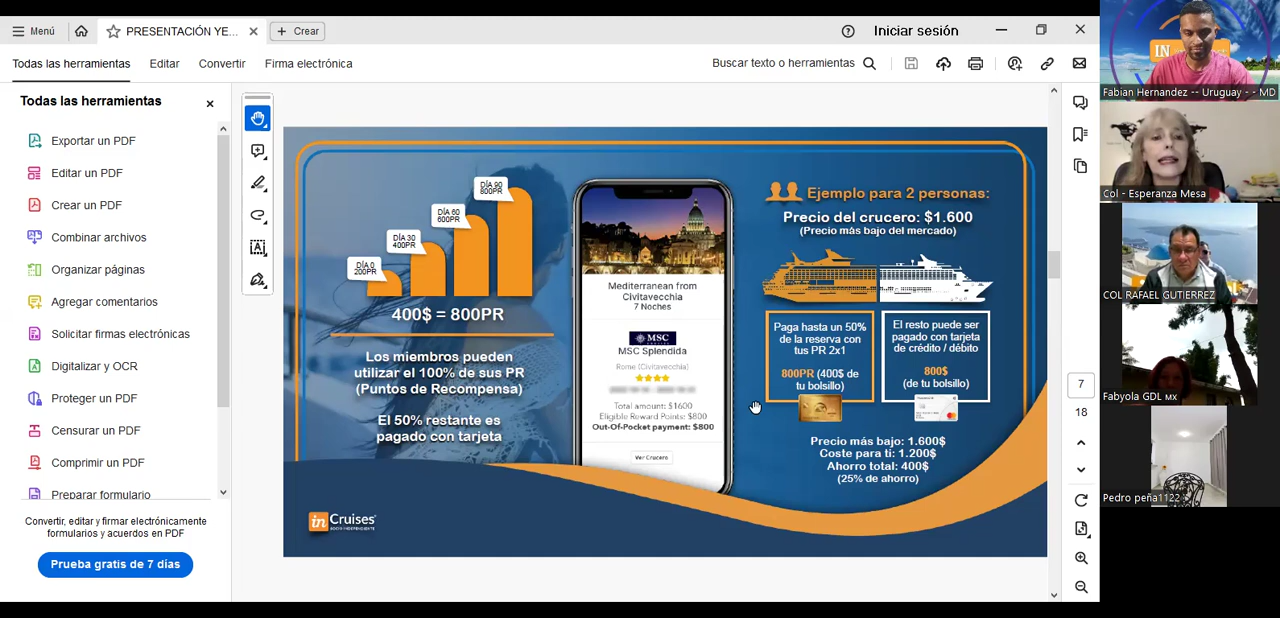 Menú
PRESENTACIÓN YE...
Crear
Iniciar sesión
Todas las herramientas
Editar
Convertir
Firma electrónica
Buscar texto o herramientas
Todas las herramientas
Exportar un PDF
Editar un PDF
Crear un PDF
Combinar archivos
Organizar páginas
Agregar comentarios
Solicitar firmas electrónicas
Digitalizar y OCR
Proteger un PDF
Censurar un PDF
Comprimir un PDF
Preparar formulario
Convertir, editar y firmar electrónicamente
formularios y acuerdos en PDF
Prueba gratis de 7 días
DÍA 0
200PR
DÍA 30
400PR
DÍA 60
600PR
DÍA 90
800PR
400$ = 800PR
Los miembros pueden
utilizar el 100% de sus PR
(Puntos de Recompensa)
El 50% restante es
pagado con tarjeta
inCruises
SOCIO INDEPENDIENTE
Mediterranean from
Civitavecchia
7 Noches
MSC
MSC Splendida
Rome (Civitavecchia)
Total amount: $1600
Eligible Reward Points: $800
Out-Of-Pocket payment: $800
Ver Crucero
Ejemplo para 2 personas:
Precio del crucero: $1.600
(Precio más bajo del mercado)
Paga hasta un 50%
de la reserva con
tus PR 2x1
800PR (400$ de
tu bolsillo)
El resto puede ser
pagado con tarjeta
de crédito / débito
800$
(de tu bolsillo)
Precio más bajo: 1.600$
Coste para ti: 1.200$
Ahorro total: 400$
(25% de ahorro)
7
18
IN
Fabian Hernandez -- Uruguay - - MD
Col - Esperanza Mesa
COL RAFAEL GUTIERREZ
Fabyola GDL MX
Pedro peña1122